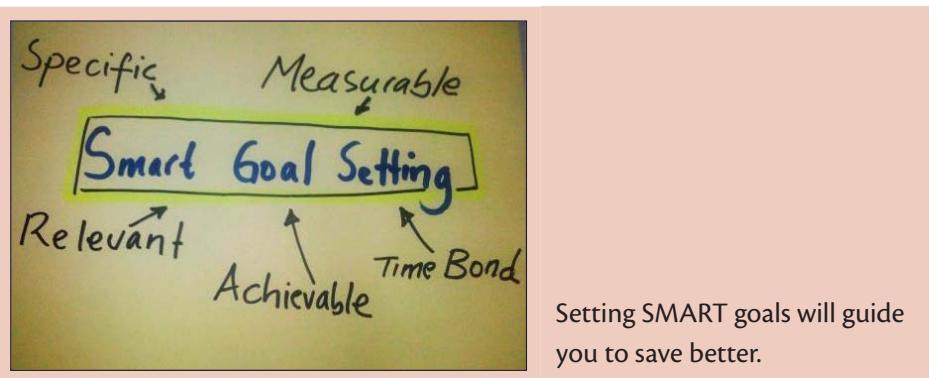 Specific
Measurable
Smart Goal Setting
Relevant
Achievable
Time Bond
Setting SMART goals will guide
you to save better.